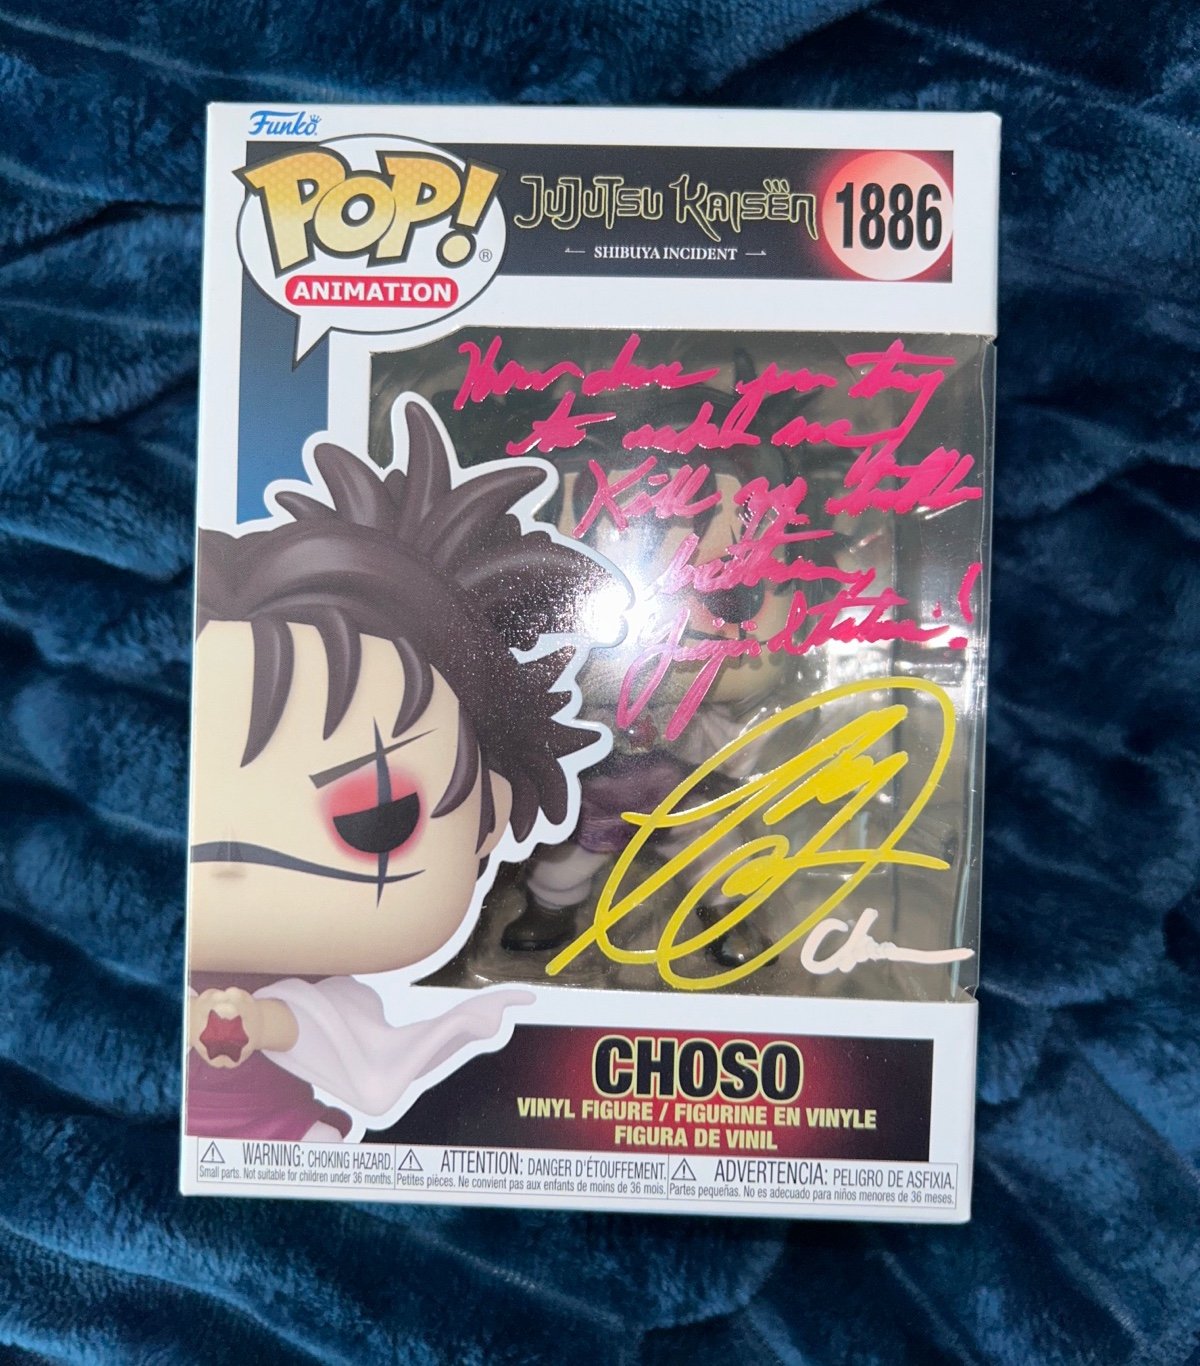 Funko
POP!®
ANIMATION
JUJUTSU KAISEN
SHIBUYA INCIDENT
1886
How dare you try
to make me
Kill my little
brother,
Yuji Itadori!
Choso
CHOSO
VINYL FIGURE / FIGURINE EN VINYLE
FIGURA DE VINIL
WARNING: CHOKING HAZARD.
Small parts. Not suitable for children under 36 months.
ATTENTION: DANGER D'ÉTOUFFEMENT.
Petites pièces. Ne convient pas aux enfants de moins de 36 mois.
ADVERTENCIA: PELIGRO DE ASFIXIA.
Partes pequeñas. No es adecuado para niños menores de 36 meses.